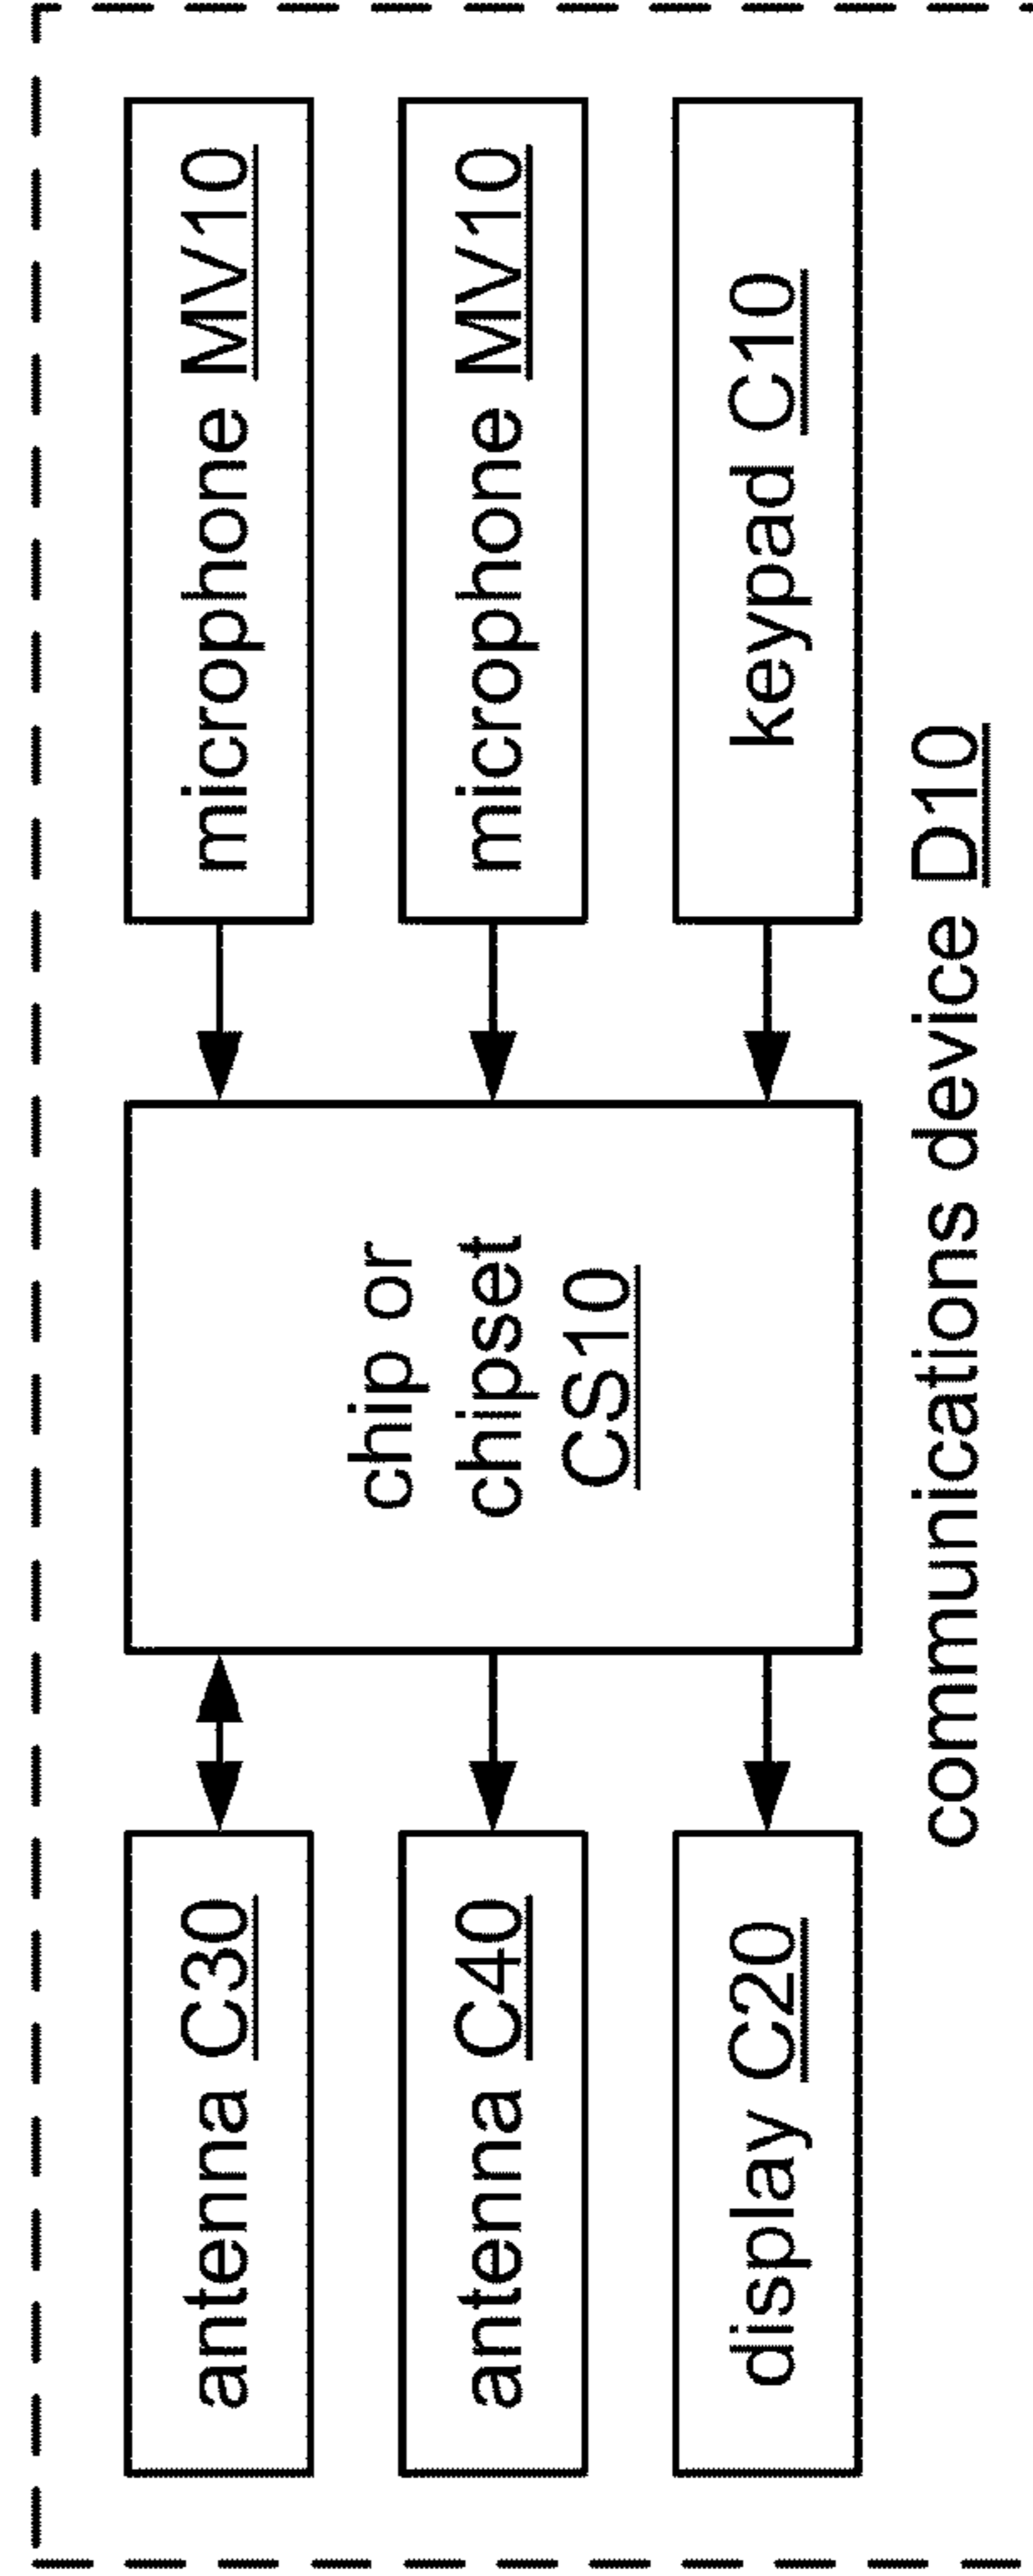 antenna C30
antenna C40
display C20
chip or
chipset
CS10
microphone MV10
microphone MV10
keypad C10
communications device D10